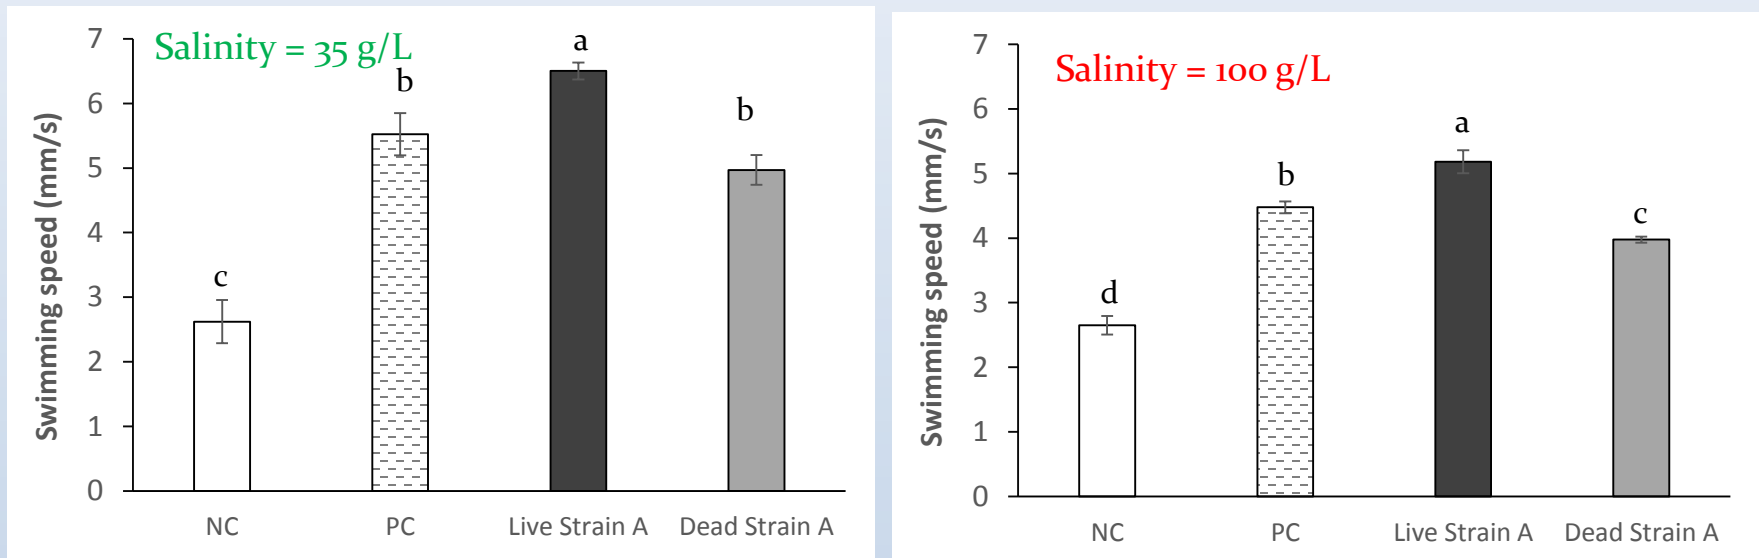 Salinity = 35 g/L
Swimming speed (mm/s)
7
6
5
4
3
2
1
0
c
b
a
b
NC PC Live Strain A Dead Strain A
Salinity = 100 g/L
Swimming speed (mm/s)
7
6
5
4
3
2
1
0
d
b
a
c
NC PC Live Strain A Dead Strain A